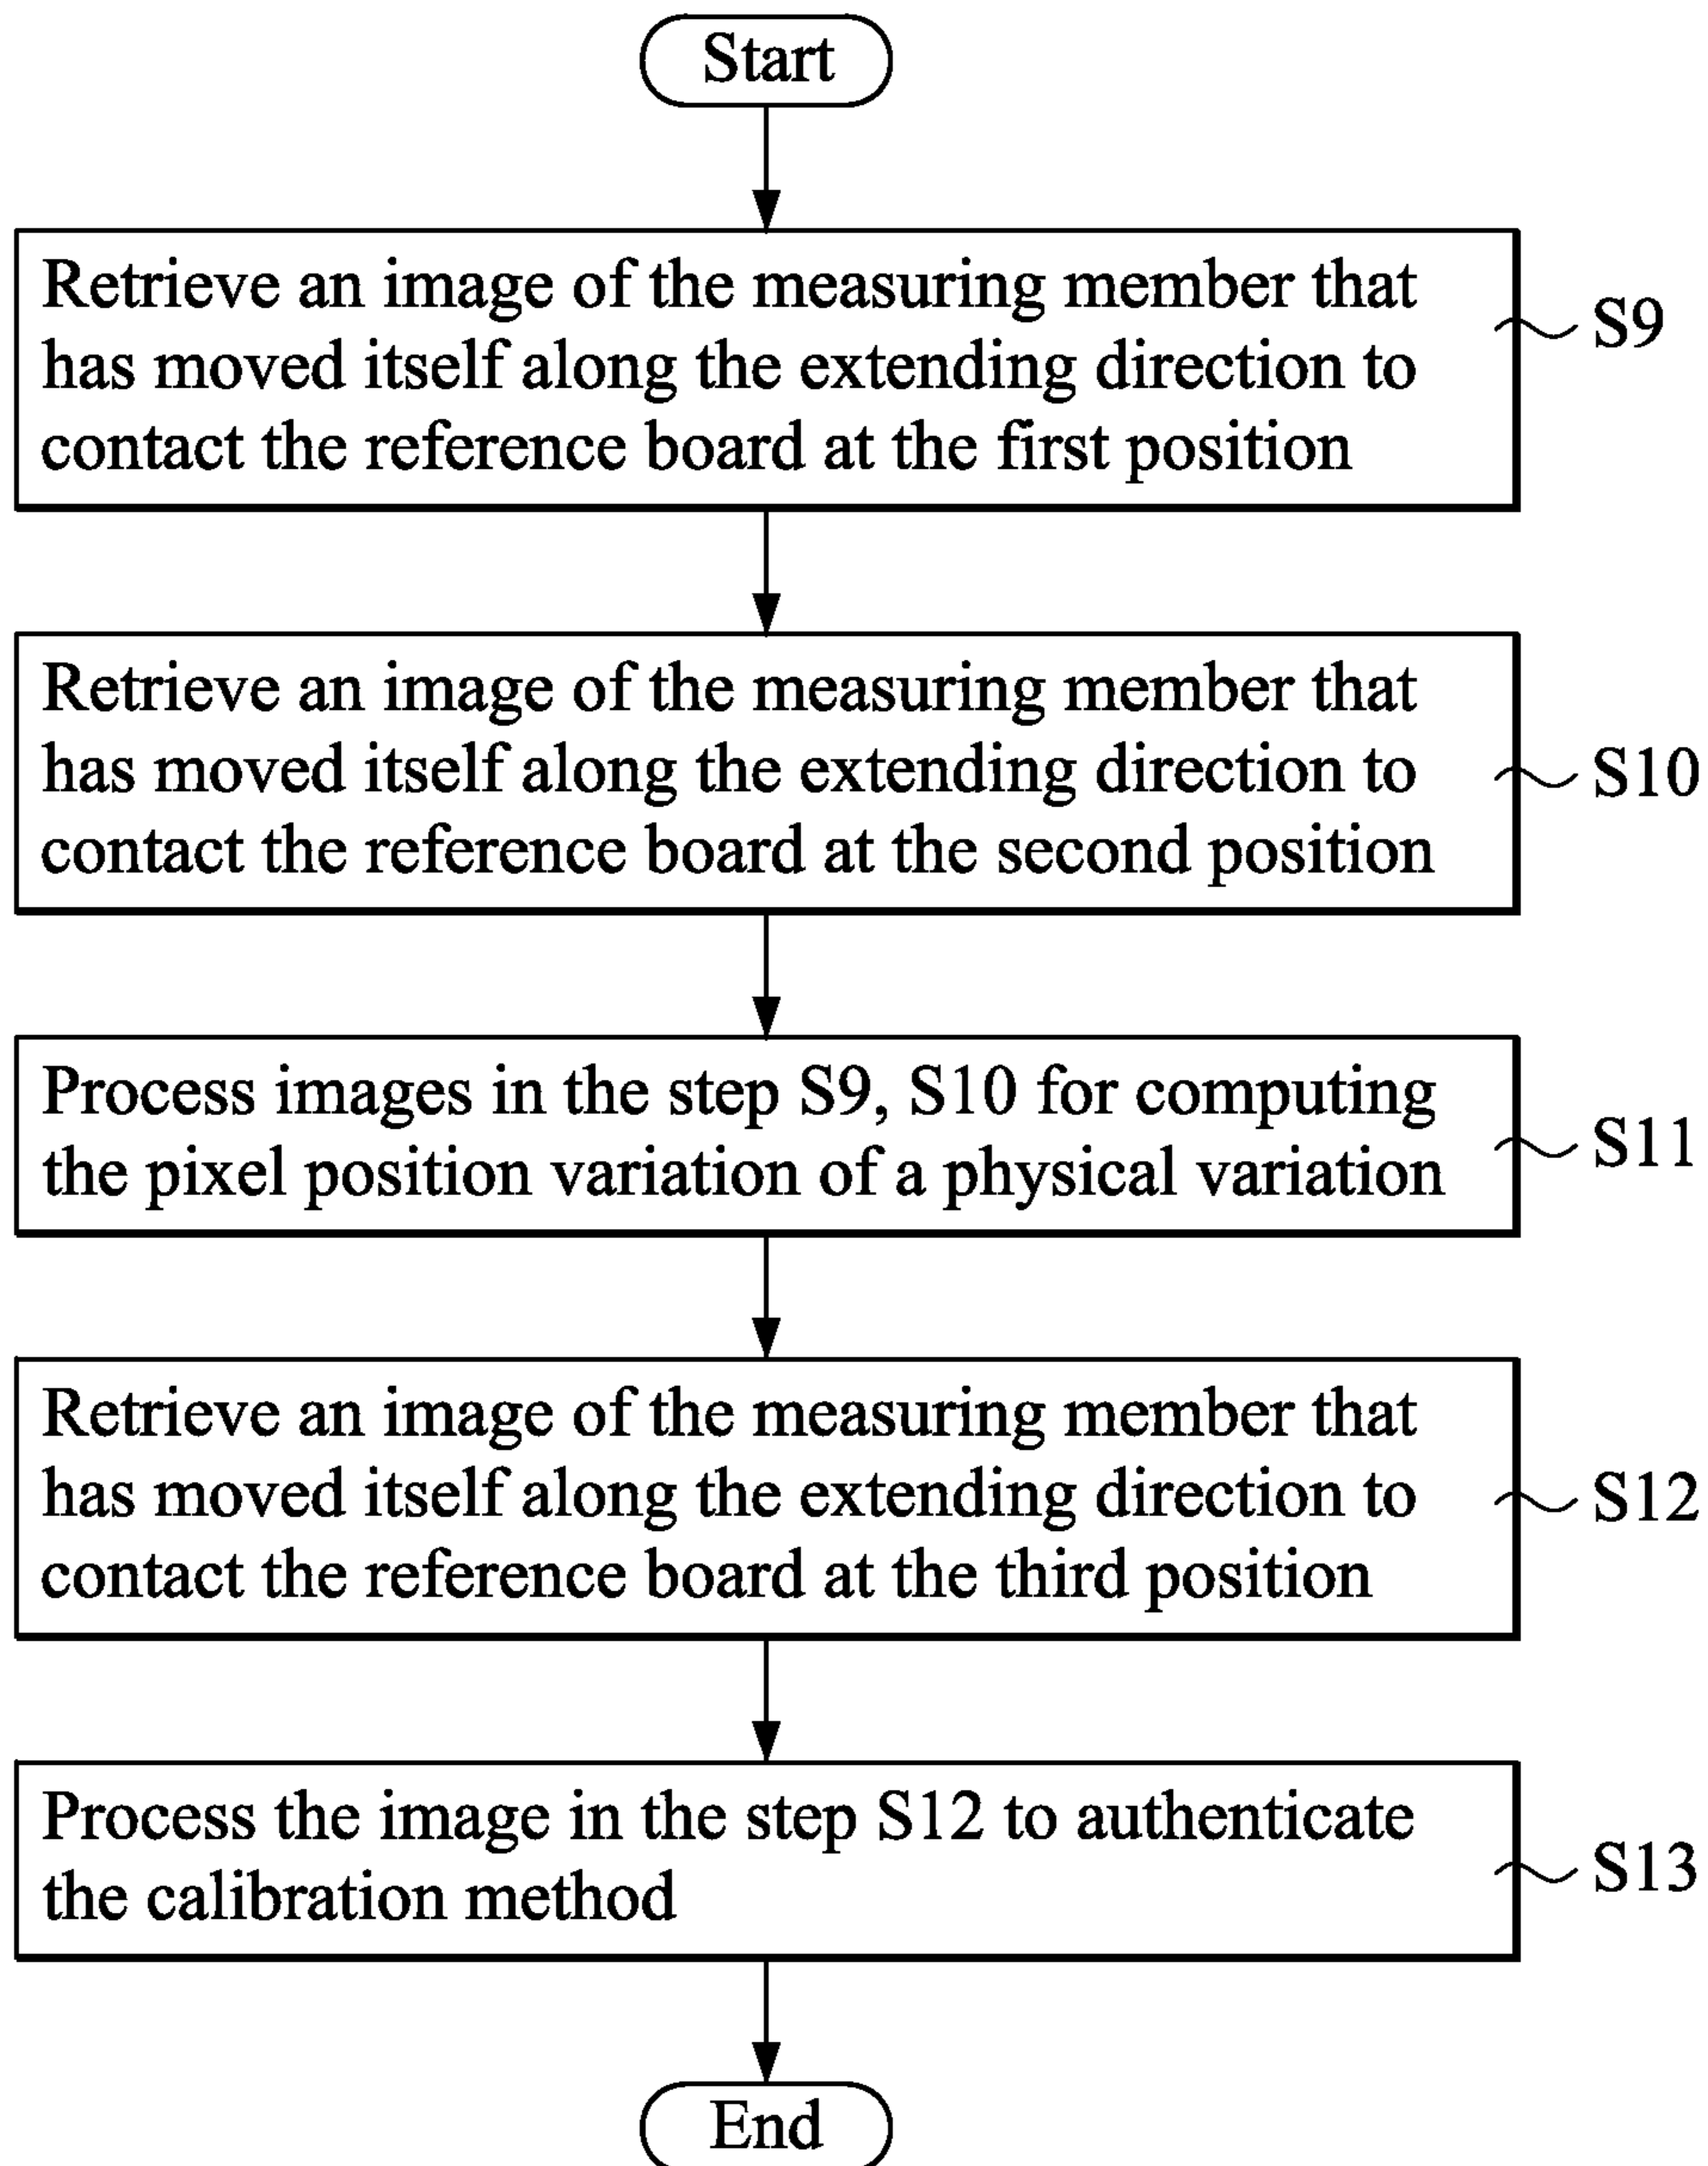 Start
Retrieve an image of the measuring member that
has moved itself along the extending direction to
contact the reference board at the first position
S9
Retrieve an image of the measuring member that
has moved itself along the extending direction to
contact the reference board at the second position
S10
Process images in the step S9, S10 for computing
the pixel position variation of a physical variation
S11
Retrieve an image of the measuring member that
has moved itself along the extending direction to
contact the reference board at the third position
S12
Process the image in the step S12 to authenticate
the calibration method
S13
End